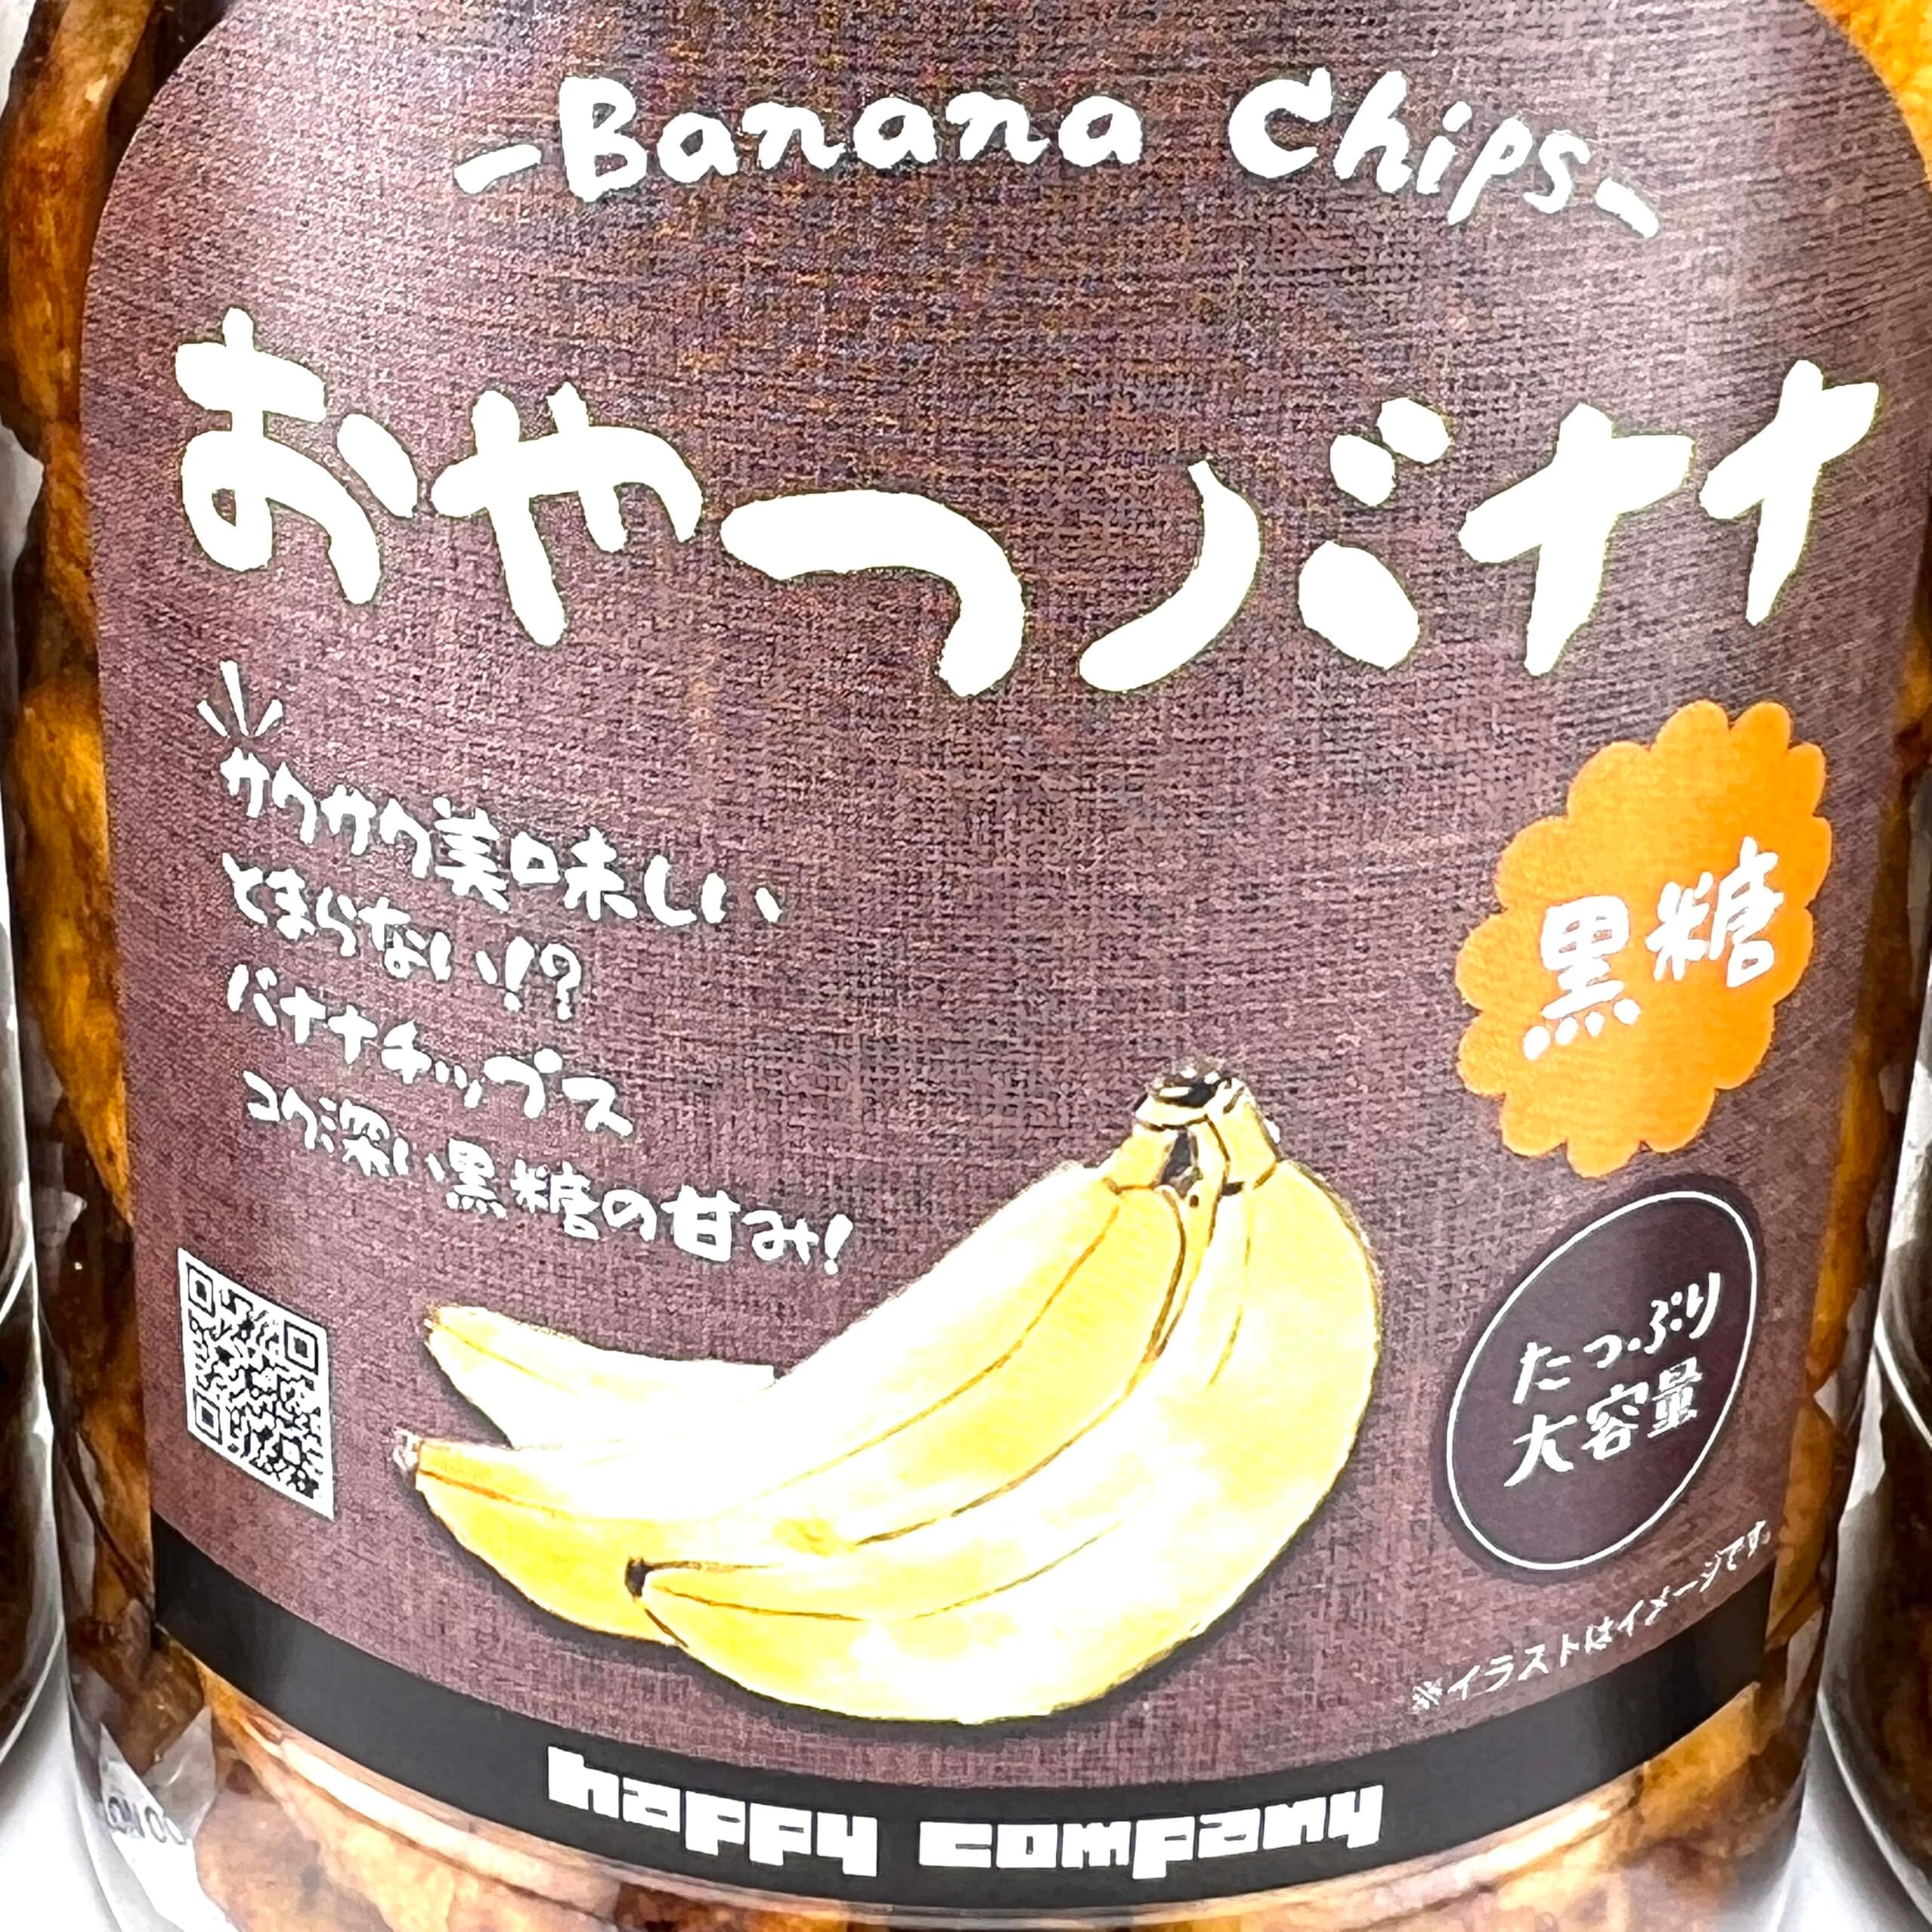 -Banana Chips-
おやつバナナ
サクサク美味しい
とまらない!?
バナナチップス
コク深い黒糖の甘み!
黒糖
たっぷり
大容量
※イラストはイメージです。
happy company